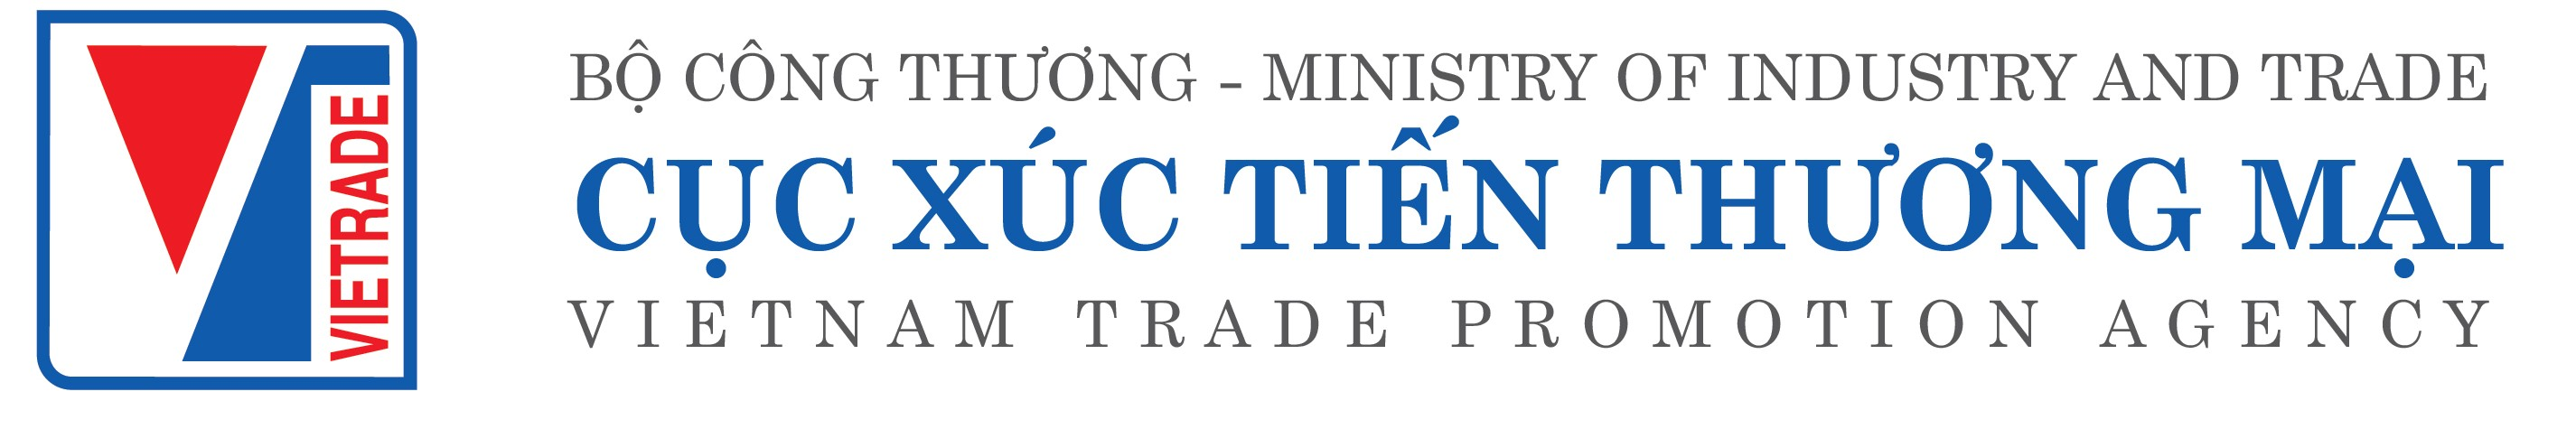 VIETRADE
BỘ CÔNG THƯƠNG - MINISTRY OF INDUSTRY AND TRADE
CỤC XÚC TIẾN THƯƠNG MẠI
VIETNAM TRADE PROMOTION AGENCY